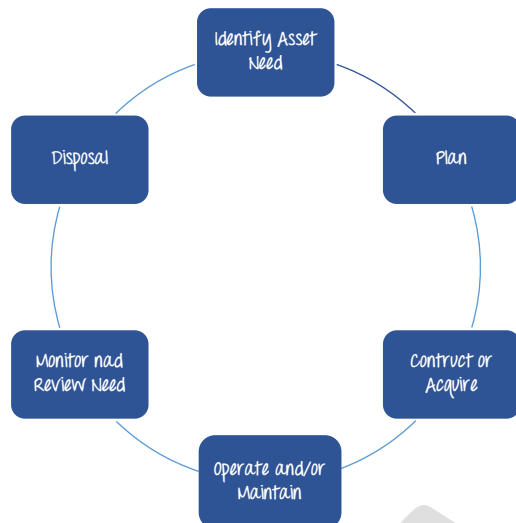 Identify Asset
Need
Plan
Contruct or
Acquire
Operate and/or
Maintain
Monitor nad
Review Need
Disposal